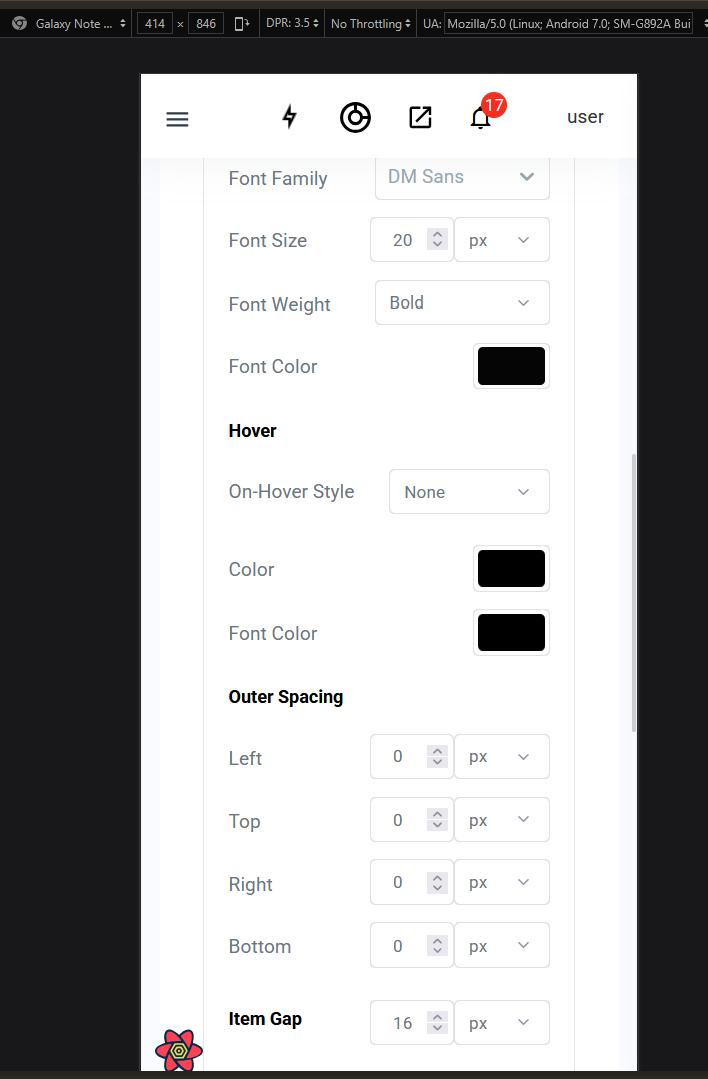 Galaxy Note ... 414 × 846 DPR: 3.5 No Throttling UA: Mozilla/5.0 (Linux; Android 7.0; SM-G892A Bui
17
user
Font Family DM Sans
Font Size 20 px
Font Weight Bold
Font Color
Hover
On-Hover Style None
Color
Font Color
Outer Spacing
Left 0 px
Top 0 px
Right 0 px
Bottom 0 px
Item Gap 16 px